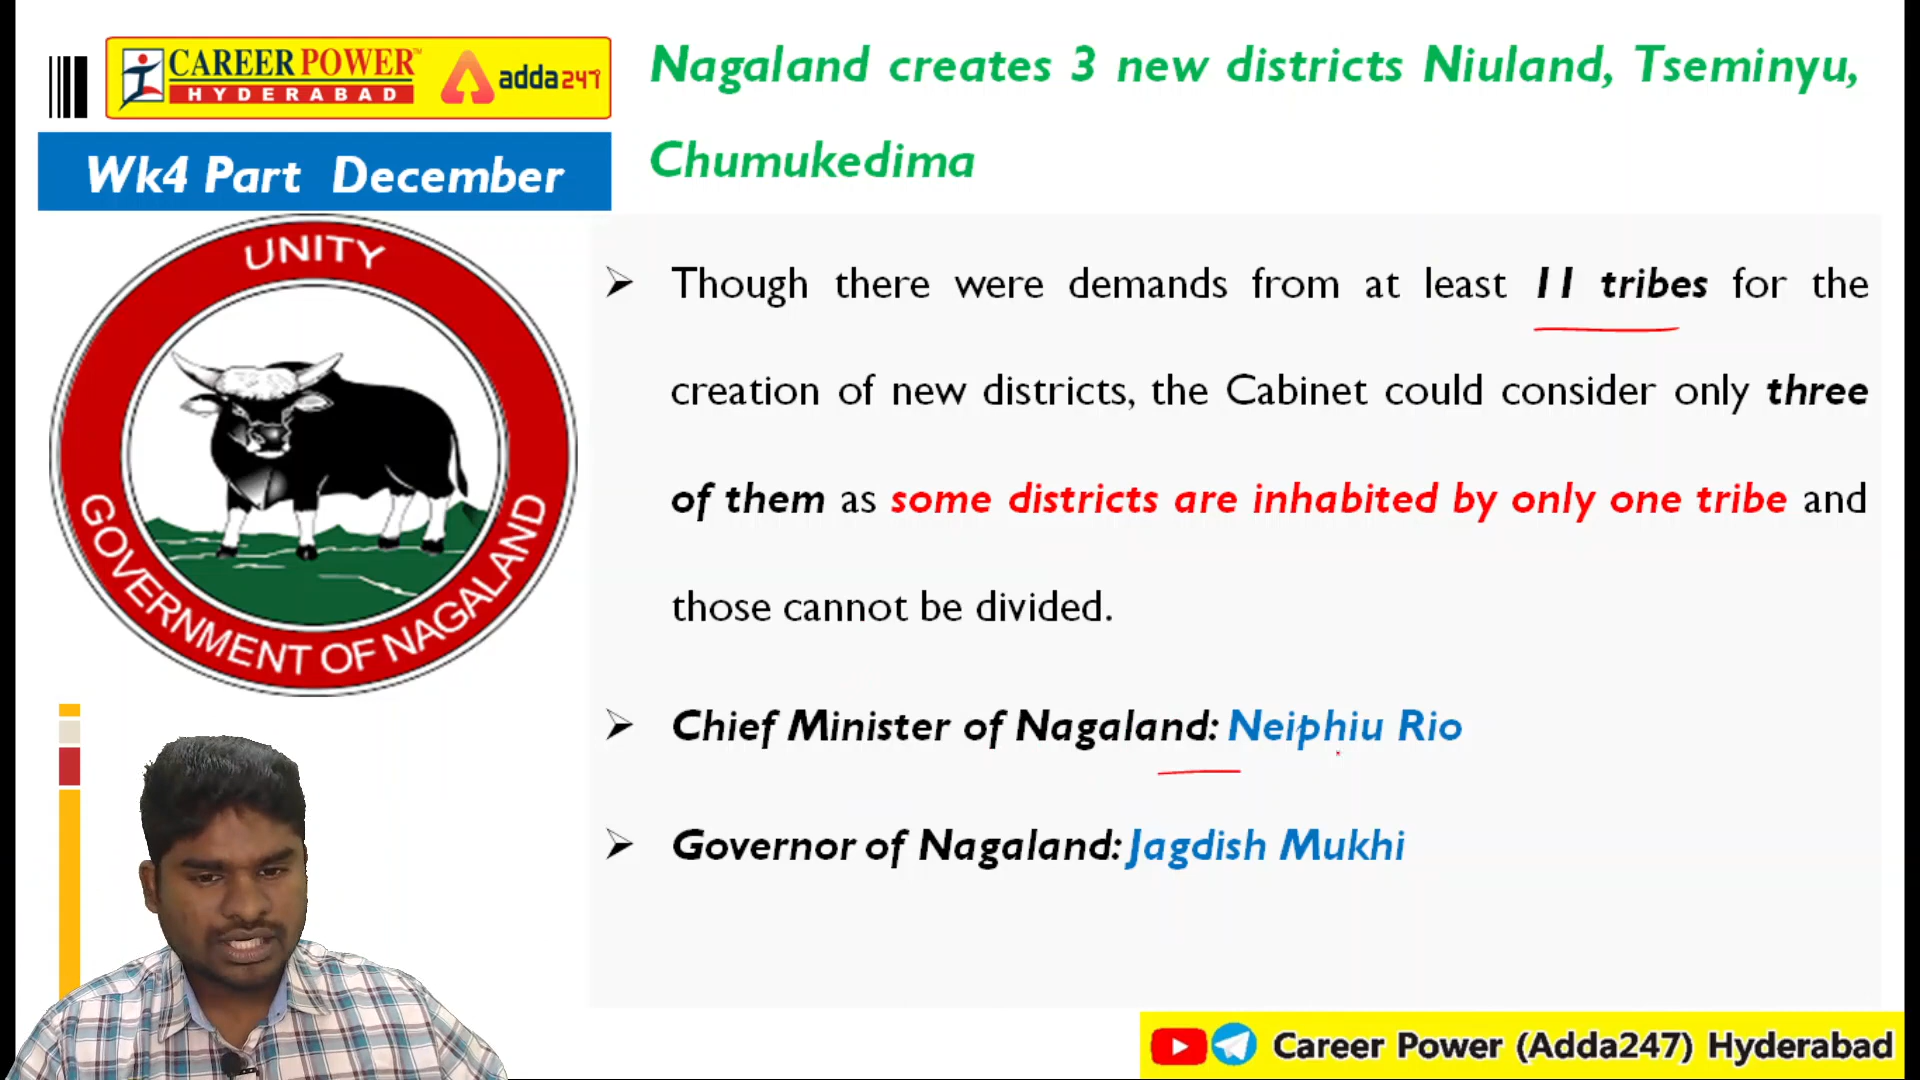 CAREER POWER
HYDERABAD
adda247
Nagaland creates 3 new districts Niuland, Tseminyu,
Chumukedima
Wk4 Part December
UNITY
GOVERNMENT OF NAGALAND
Though there were demands from at least 11 tribes for the
creation of new districts, the Cabinet could consider only three
of them as some districts are inhabited by only one tribe and
those cannot be divided.
Chief Minister of Nagaland: Neiphiu Rio
Governor of Nagaland: Jagdish Mukhi
Career Power (Adda247) Hyderabad